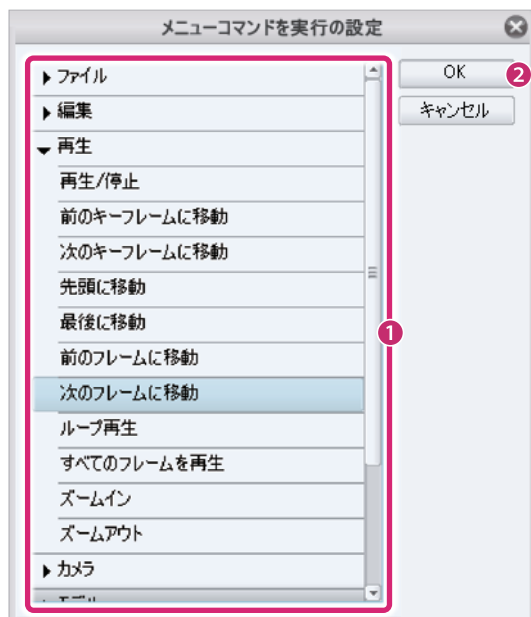 メニューコマンドを実行の設定
ファイル
編集
再生
再生/停止
前のキーフレームに移動
次のキーフレームに移動
先頭に移動
最後に移動
前のフレームに移動
次のフレームに移動
ループ再生
すべてのフレームを再生
ズームイン
ズームアウト
カメラ
OK
キャンセル
1
2